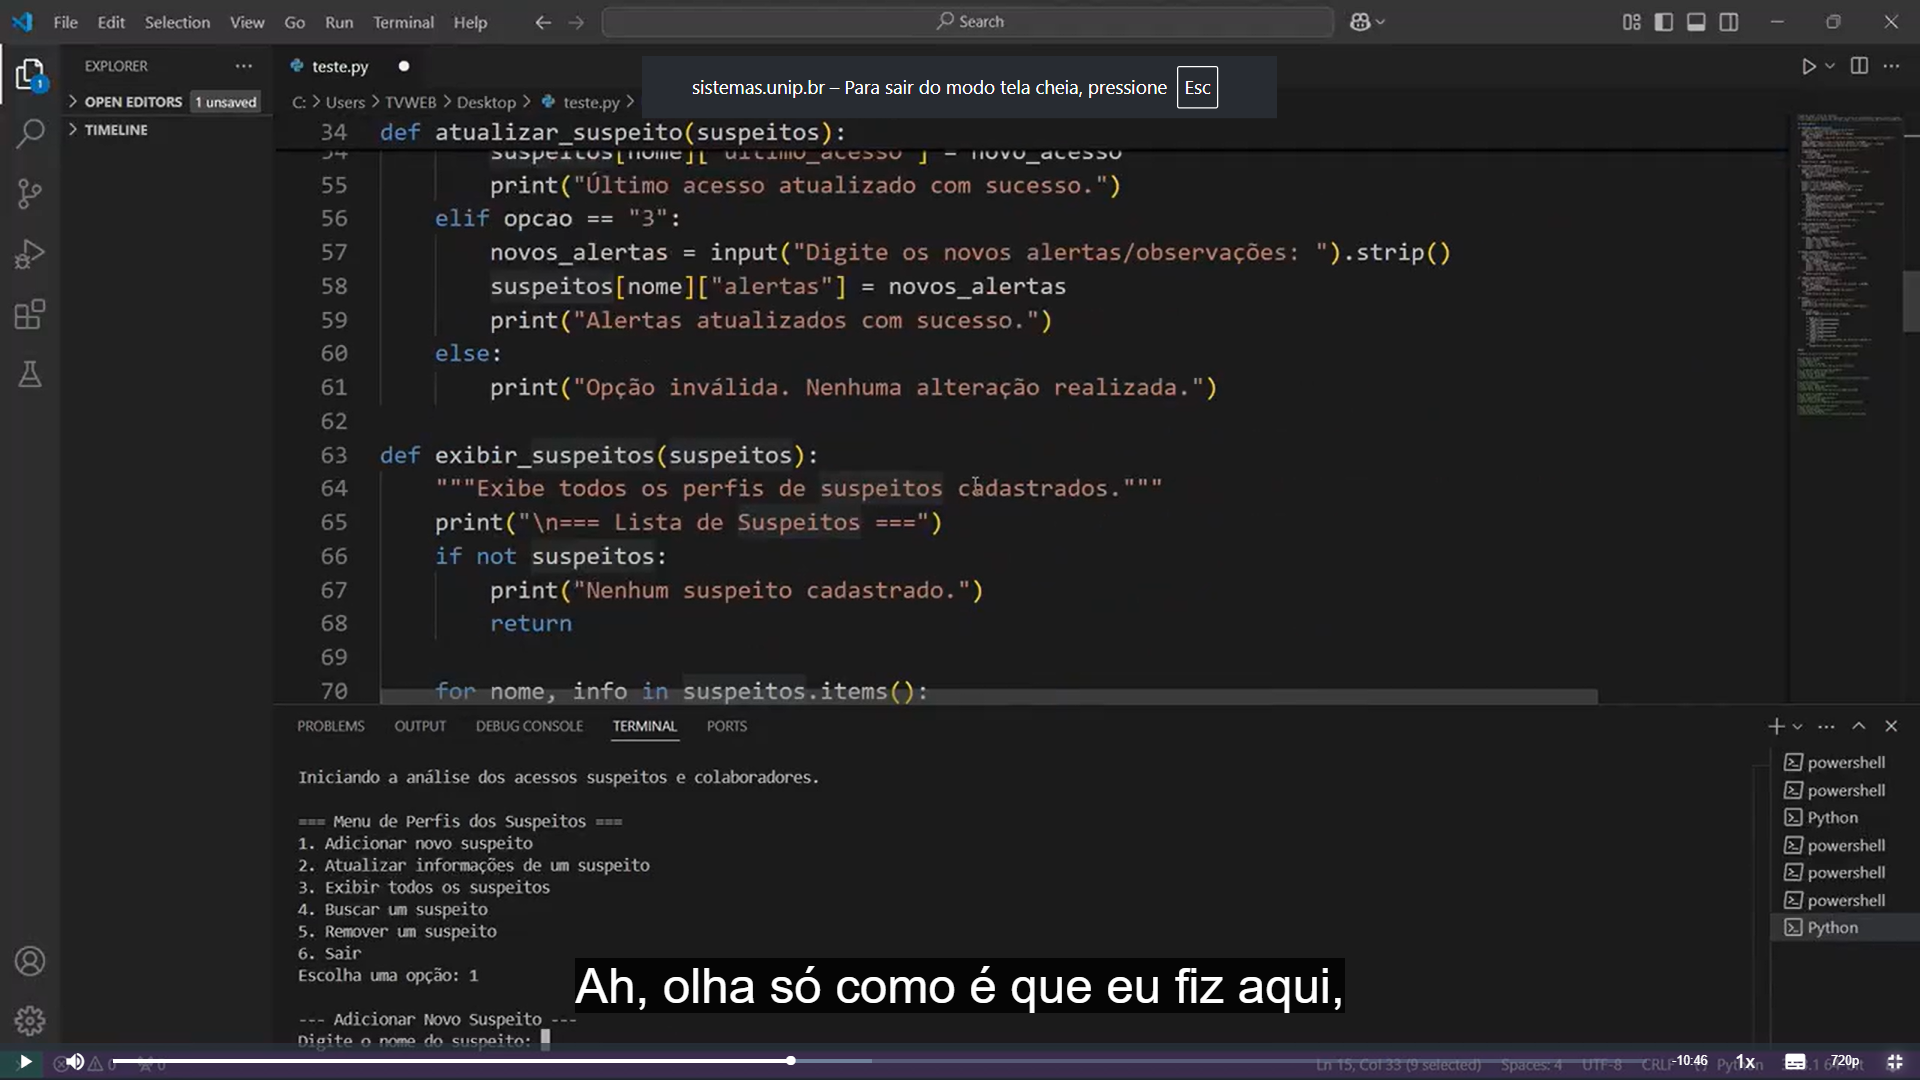 File Edit Selection View Go Run Terminal Help
Search
EXPLORER
OPEN EDITORS 1 unsaved
TIMELINE
1
teste.py
C: > Users > TVWEB > Desktop > teste.py >
sistemas.unip.br – Para sair do modo tela cheia, pressione Esc
34 def atualizar_suspeito(suspeitos):
54 suspeitos[nome]["ultimo_acesso"] = novo_acesso
55 print("Último acesso atualizado com sucesso.")
56 elif opcao == "3":
57 novos_alertas = input("Digite os novos alertas/observações: ").strip()
58 suspeitos[nome]["alertas"] = novos_alertas
59 print("Alertas atualizados com sucesso.")
60 else:
61 print("Opção inválida. Nenhuma alteração realizada.")
62
63 def exibir_suspeitos(suspeitos):
64 """Exibe todos os perfis de suspeitos cadastrados."""
65 print("\n=== Lista de Suspeitos ===")
66 if not suspeitos:
67 print("Nenhum suspeito cadastrado.")
68 return
69
70 for nome, info in suspeitos.items():
PROBLEMS OUTPUT DEBUG CONSOLE TERMINAL PORTS
Iniciando a análise dos acessos suspeitos e colaboradores.
=== Menu de Perfis dos Suspeitos ===
1. Adicionar novo suspeito
2. Atualizar informações de um suspeito
3. Exibir todos os suspeitos
4. Buscar um suspeito
5. Remover um suspeito
6. Sair
Escolha uma opção: 1
--- Adicionar Novo Suspeito ---
Digite o nome do suspeito:
powershell
powershell
Python
powershell
powershell
powershell
Python
Ah, olha só como é que eu fiz aqui,
0 0
Ln 15, Col 33 (9 selected) Spaces: 4 UTF-8 CRLF Python
-10:46 1x 720p